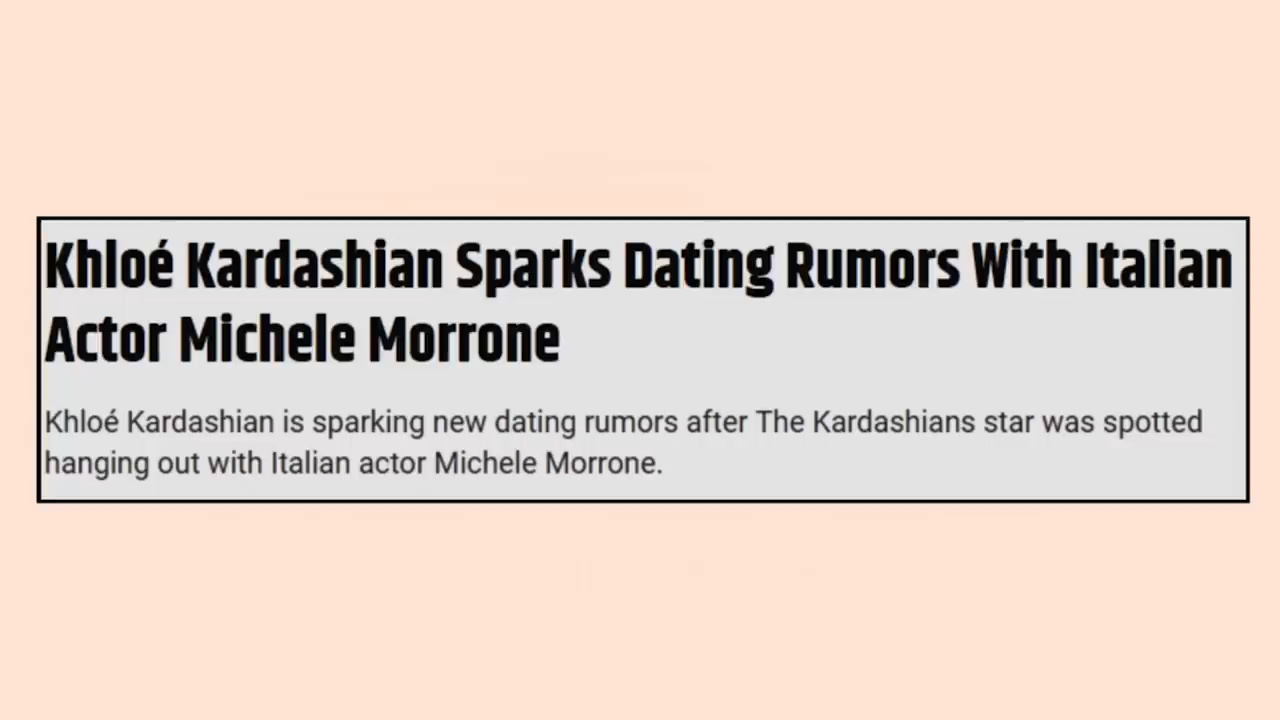 Khloé Kardashian Sparks Dating Rumors With Italian
Actor Michele Morrone
Khloé Kardashian is sparking new dating rumors after The Kardashians star was spotted
hanging out with Italian actor Michele Morrone.